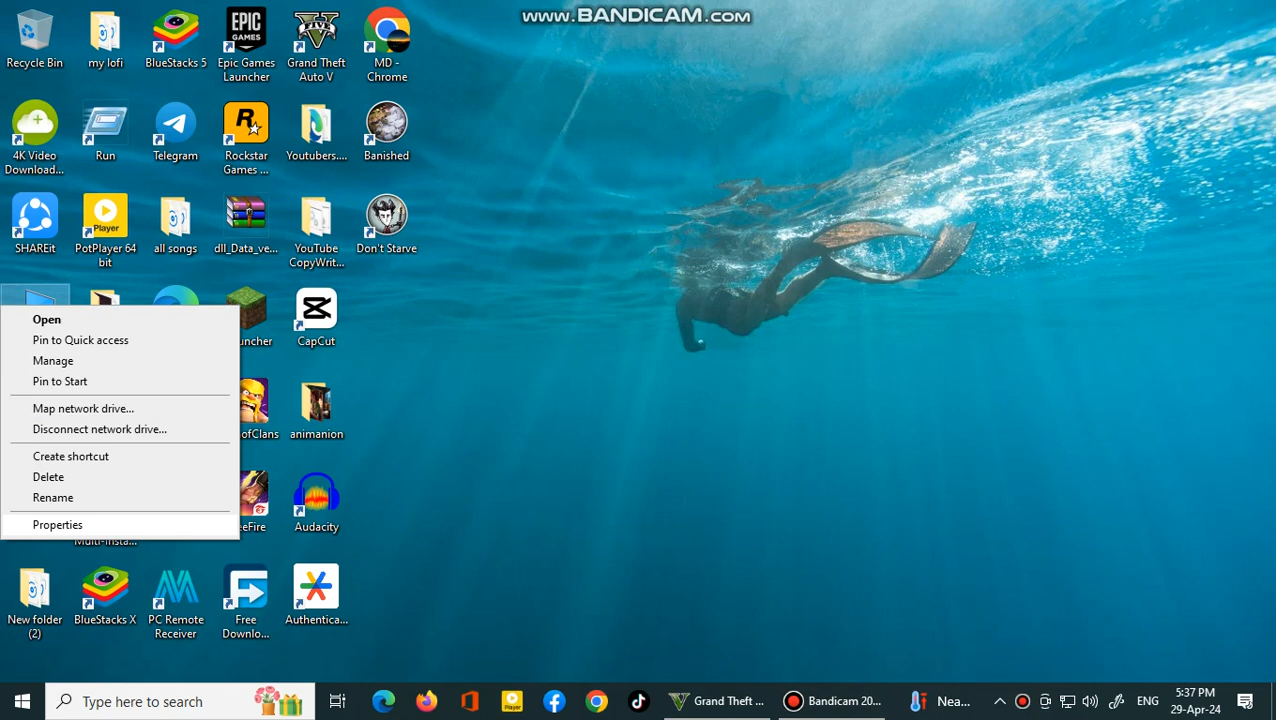 www.BANDICAM.com
Recycle Bin
my lofi
BlueStacks 5
EPIC
GAMES
Epic Games
Launcher
FIVE
Grand Theft
Auto V
MD -
Chrome
4K Video
Download...
Run
Telegram
R
Rockstar
Games ...
Youtubers....
Banished
SHAREit
Player
PotPlayer 64
bit
all songs
dll_Data_ve...
YouTube
CopyWrit...
Don't Starve
Open
Pin to Quick access
Manage
Pin to Start
Map network drive...
Disconnect network drive...
Create shortcut
Delete
Rename
Properties
uncher
CapCut
ofClans
animanion
eeFire
Audacity
Multi-Insta...
New folder
(2)
BlueStacks X
PC Remote
Receiver
Free
Downlo...
Authentica...
Type here to search
Player
Grand Theft ...
Bandicam 20...
Nea...
ENG
5:37 PM
29-Apr-24